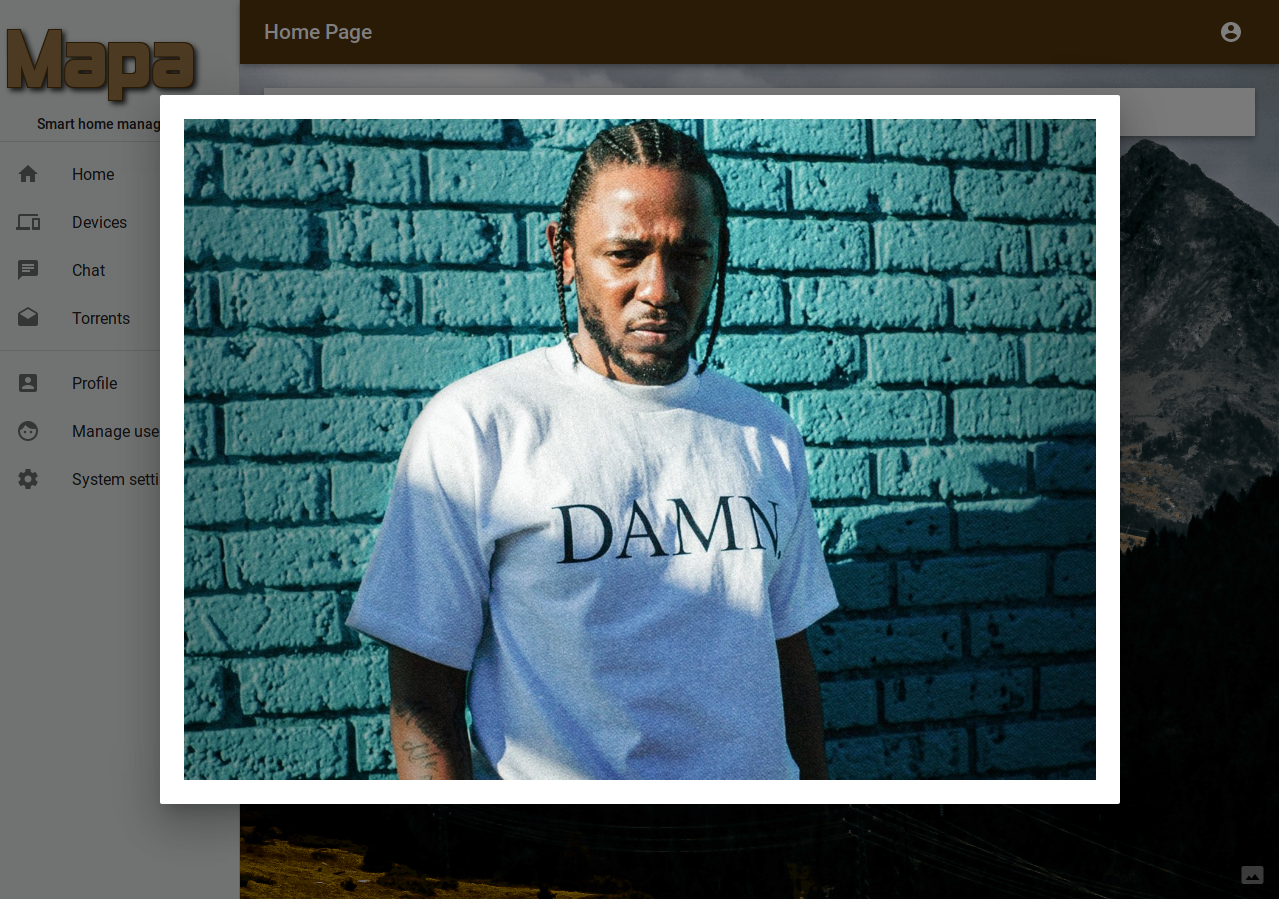 Mapa
Home Page
Smart home manag
Home
Devices
Chat
Torrents
Profile
Manage use
System setti
DAMN.